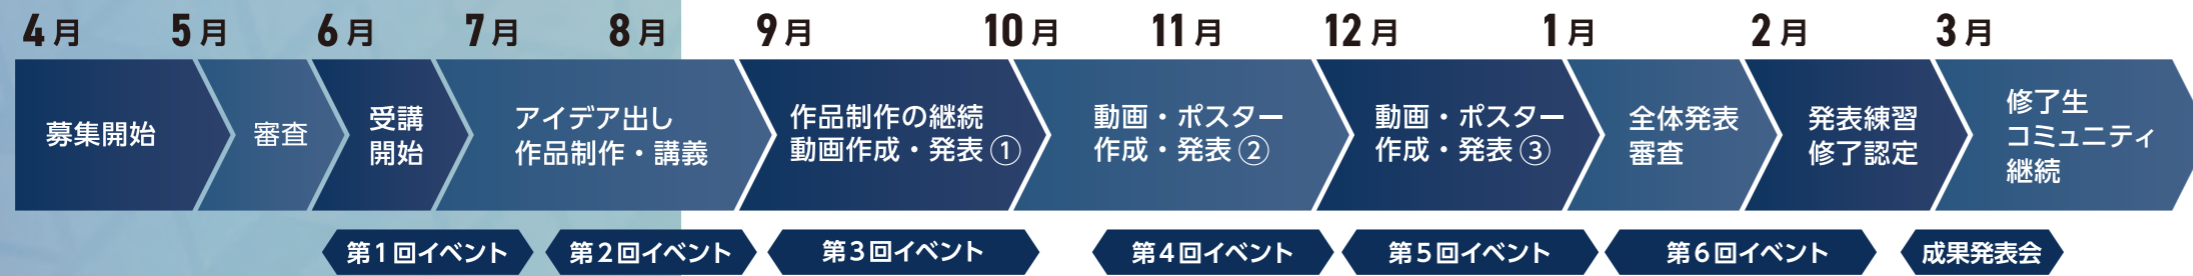 4月 5月 6月 7月 8月 9月 10月 11月 12月 1月 2月 3月
募集開始
審査
受講
開始
アイデア出し
作品制作・講義
作品制作の継続
動画作成・発表①
動画・ポスター
作成・発表②
動画・ポスター
作成・発表③
全体発表
審査
発表練習
修了認定
修了生
コミュニティ
継続
第1回イベント
第2回イベント
第3回イベント
第4回イベント
第5回イベント
第6回イベント
成果発表会